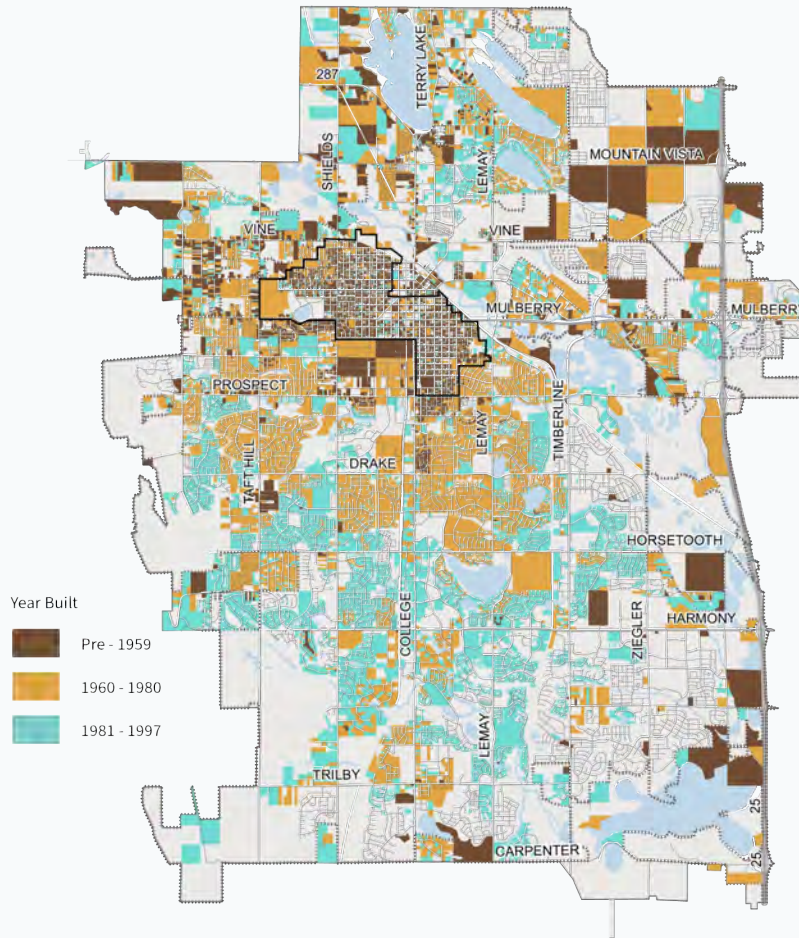 287
TERRY LAKE
SHIELDS
LEMAY
MOUNTAIN VISTA
VINE
VINE
MULBERRY
MULBERR
PROSPECT
LEMAY
TIMBERLINE
TAFT HILL
DRAKE
HORSETOOTH
Year Built
Pre - 1959
1960 - 1980
1981 - 1997
COLLEGE
ZIEGLER
HARMONY
LEMAY
TRILBY
25
25
CARPENTER